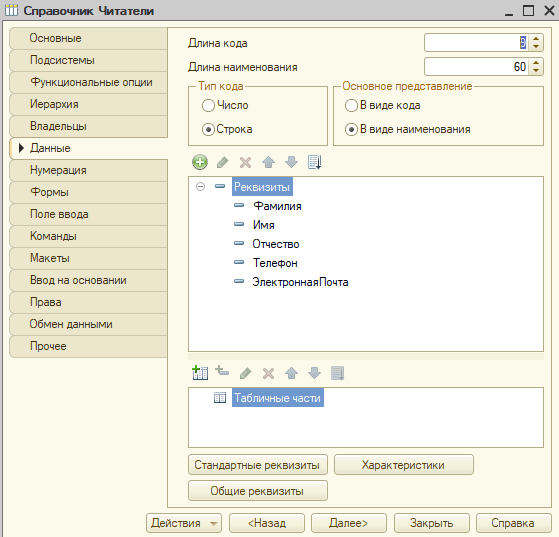 Справочник Читатели
Основные
Подсистемы
Функциональные опции
Иерархия
Владельцы
Данные
Нумерация
Формы
Поле ввода
Команды
Макеты
Ввод на основании
Права
Обмен данными
Прочее
Длина кода 9
Длина наименования 60
Тип кода
Число
Строка
Основное представление
В виде кода
В виде наименования
Реквизиты
Фамилия
Имя
Отчество
Телефон
ЭлектроннаяПочта
Табличные части
Стандартные реквизиты Характеристики
Общие реквизиты
Действия <Назад Далее> Закрыть Справка